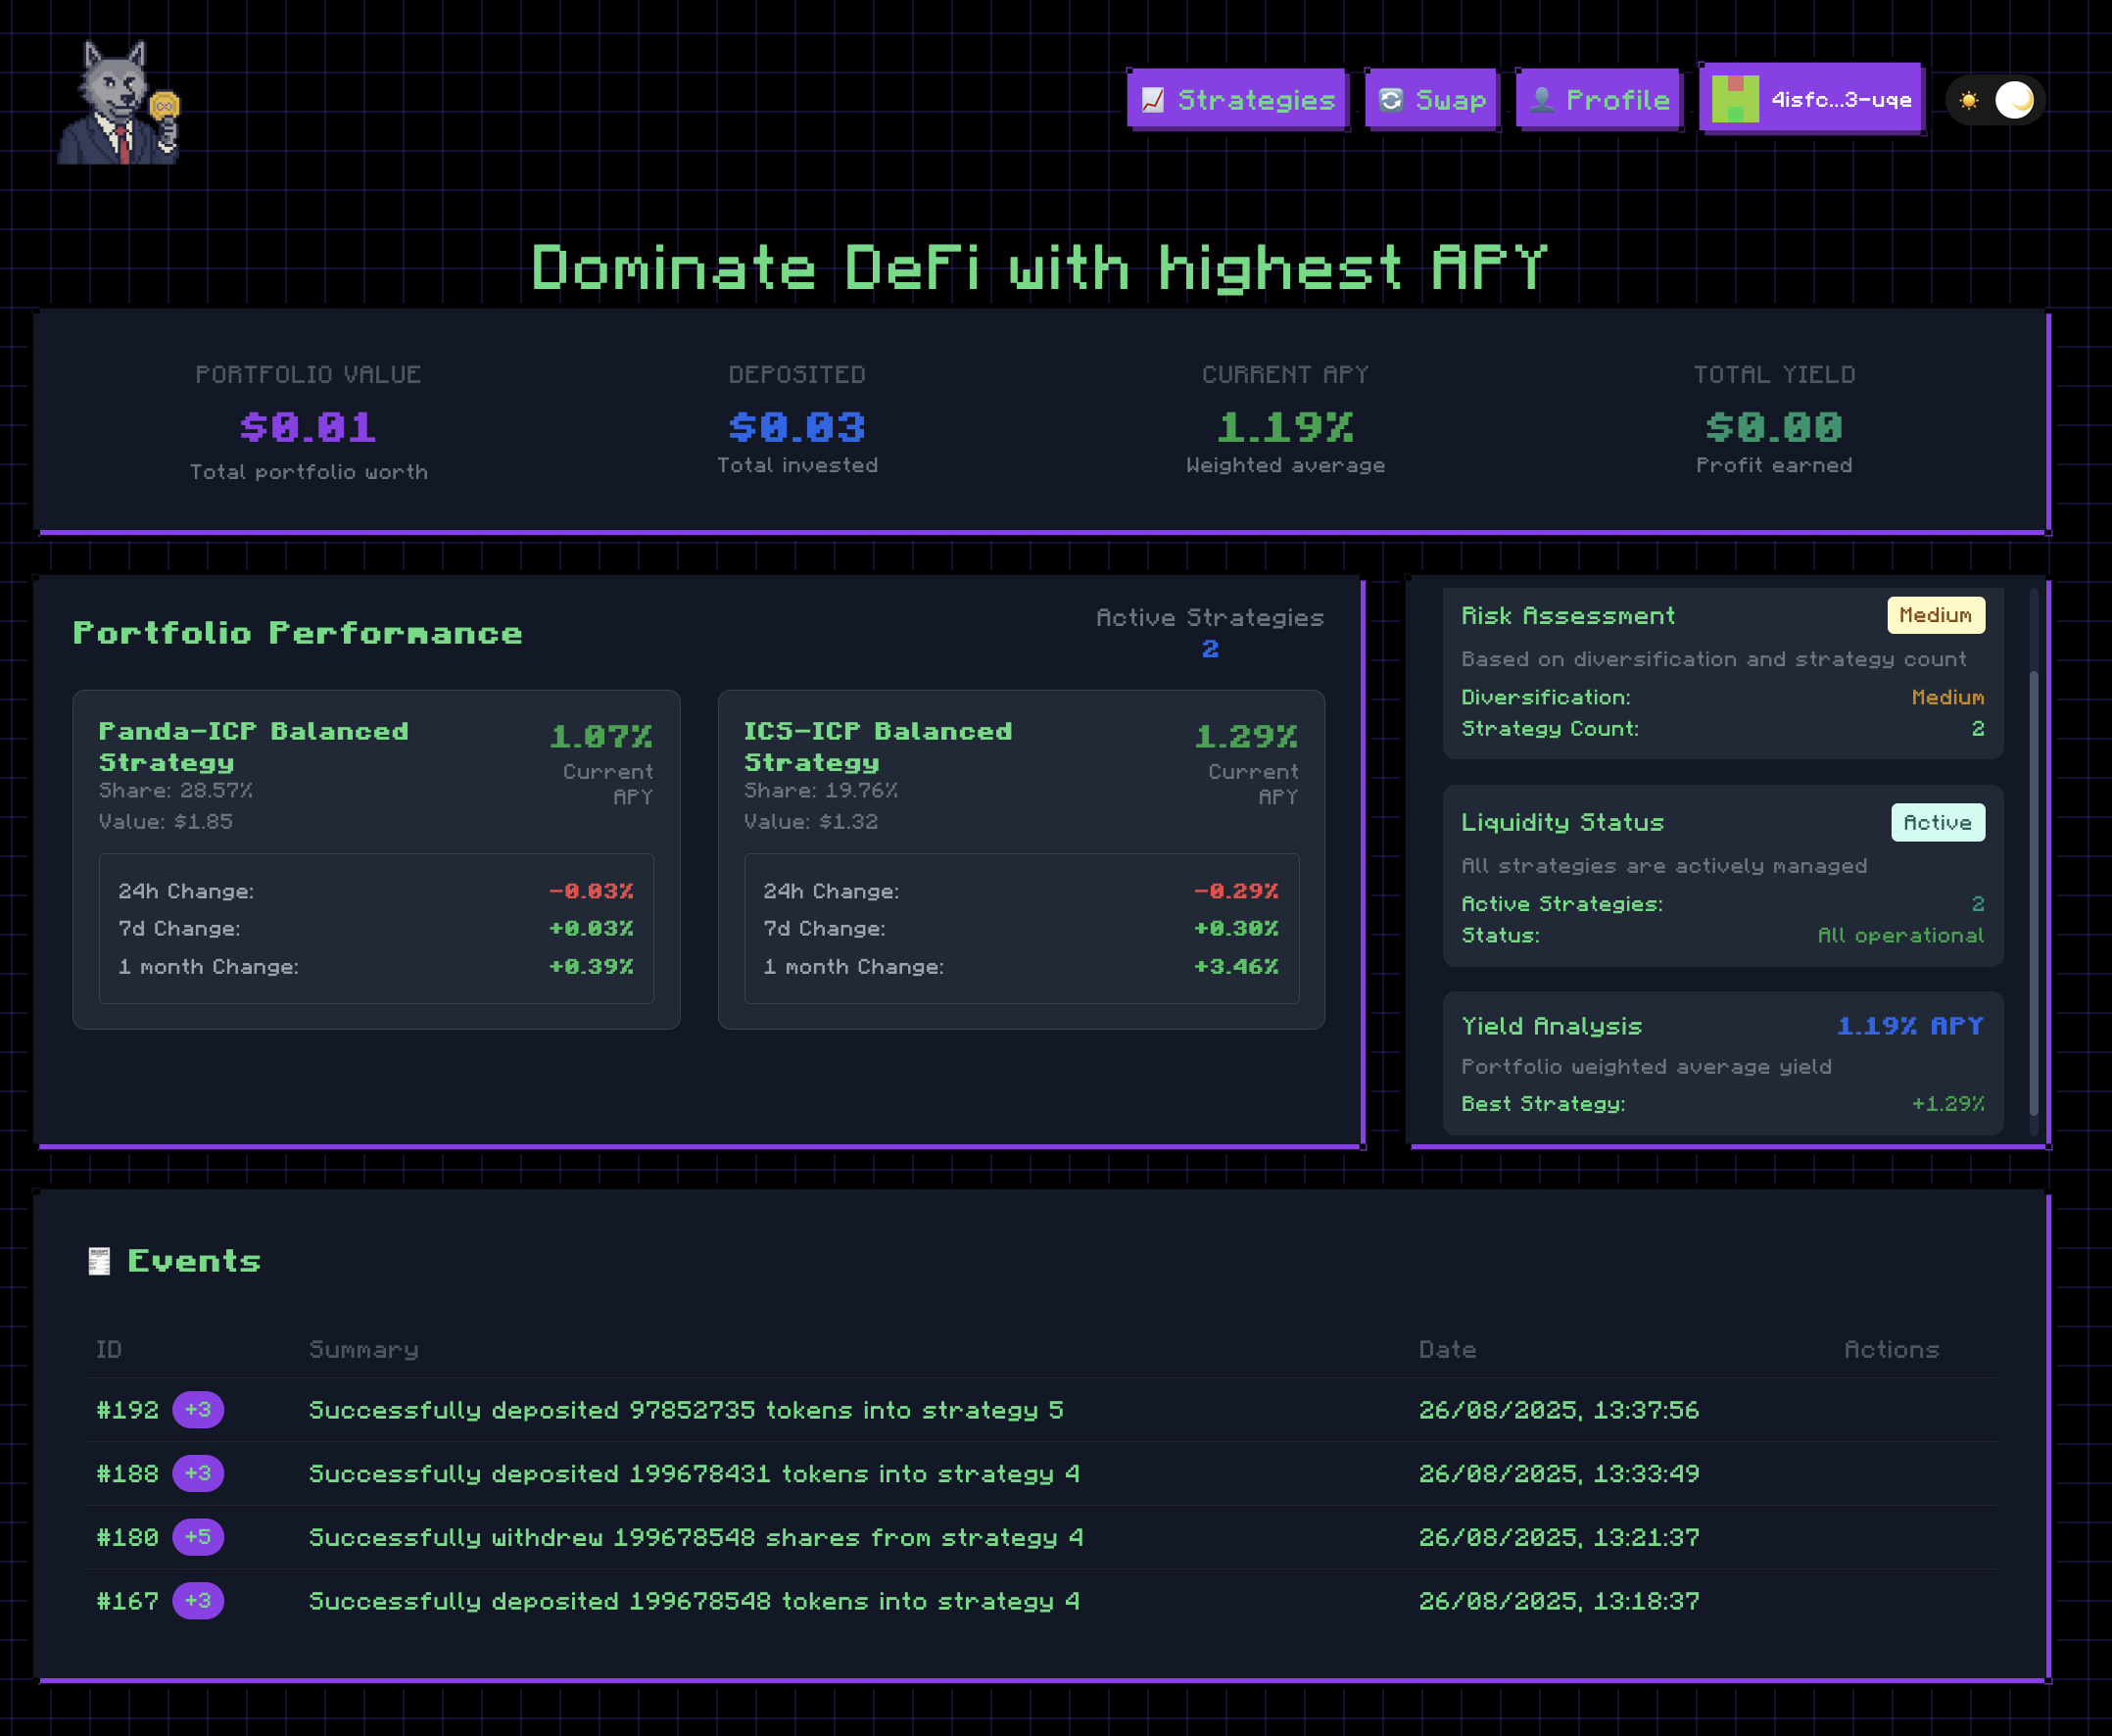 Strategies
Swap
Profile
4isfc...3-uqe
Dominate DeFi with highest APY
PORTFOLIO VALUE
$0.01
Total portfolio worth
DEPOSITED
$0.03
Total invested
CURRENT APY
1.19%
Weighted average
TOTAL YIELD
$0.00
Profit earned
Portfolio Performance
Active Strategies
2
Panda-ICP Balanced
Strategy
Share: 28.57%
Value: $1.85
1.07%
Current
APY
24h Change: -0.03%
7d Change: +0.03%
1 month Change: +0.39%
ICS-ICP Balanced
Strategy
Share: 19.76%
Value: $1.32
1.29%
Current
APY
24h Change: -0.29%
7d Change: +0.30%
1 month Change: +3.46%
Risk Assessment Medium
Based on diversification and strategy count
Diversification: Medium
Strategy Count: 2
Liquidity Status Active
All strategies are actively managed
Active Strategies: 2
Status: All operational
Yield Analysis 1.19% APY
Portfolio weighted average yield
Best Strategy: +1.29%
Events
ID Summary Date Actions
#192 +3 Successfully deposited 97852735 tokens into strategy 5 26/08/2025, 13:37:56
#188 +3 Successfully deposited 199678431 tokens into strategy 4 26/08/2025, 13:33:49
#180 +5 Successfully withdrew 199678548 shares from strategy 4 26/08/2025, 13:21:37
#167 +3 Successfully deposited 199678548 tokens into strategy 4 26/08/2025, 13:18:37